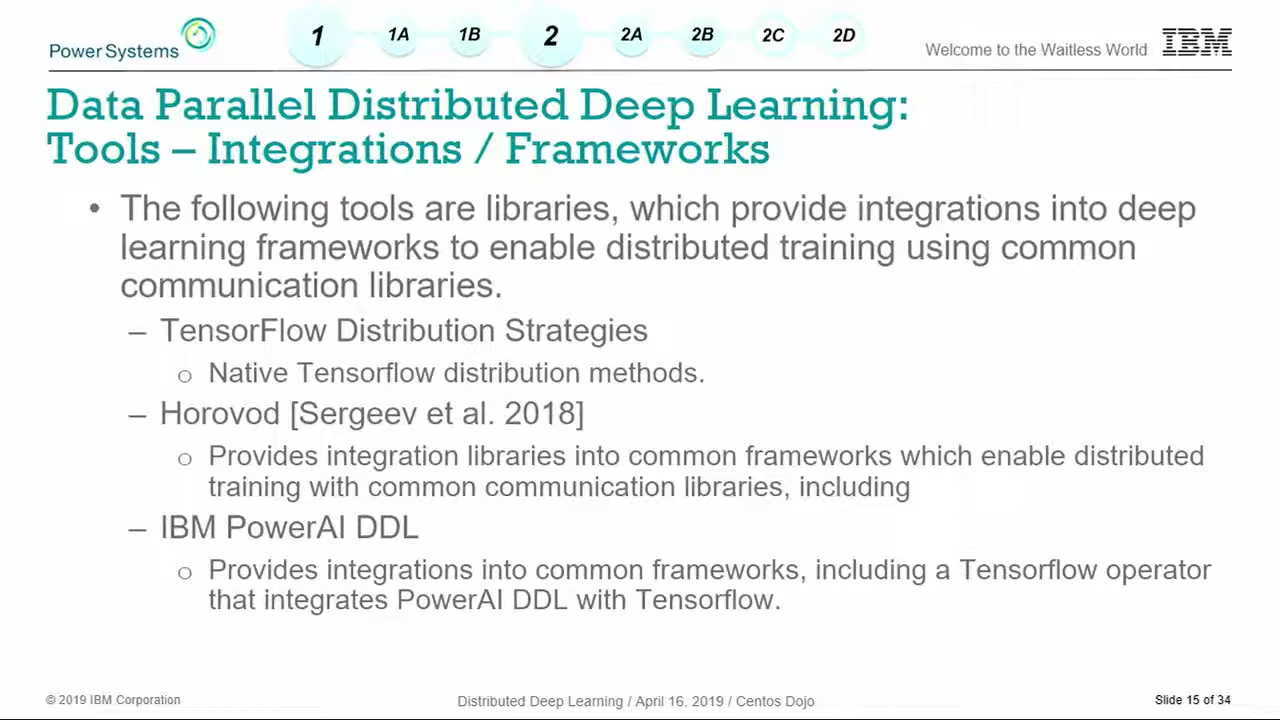 Power Systems
1 1A 1B 2 2A 2B 2C 2D
Welcome to the Waitless World IBM
Data Parallel Distributed Deep Learning:
Tools – Integrations / Frameworks
• The following tools are libraries, which provide integrations into deep
learning frameworks to enable distributed training using common
communication libraries.
– TensorFlow Distribution Strategies
o Native Tensorflow distribution methods.
– Horovod [Sergeev et al. 2018]
o Provides integration libraries into common frameworks which enable distributed
training with common communication libraries, including
– IBM PowerAI DDL
o Provides integrations into common frameworks, including a Tensorflow operator
that integrates PowerAI DDL with Tensorflow.
© 2019 IBM Corporation
Distributed Deep Learning / April 16, 2019 / Centos Dojo
Slide 15 of 34